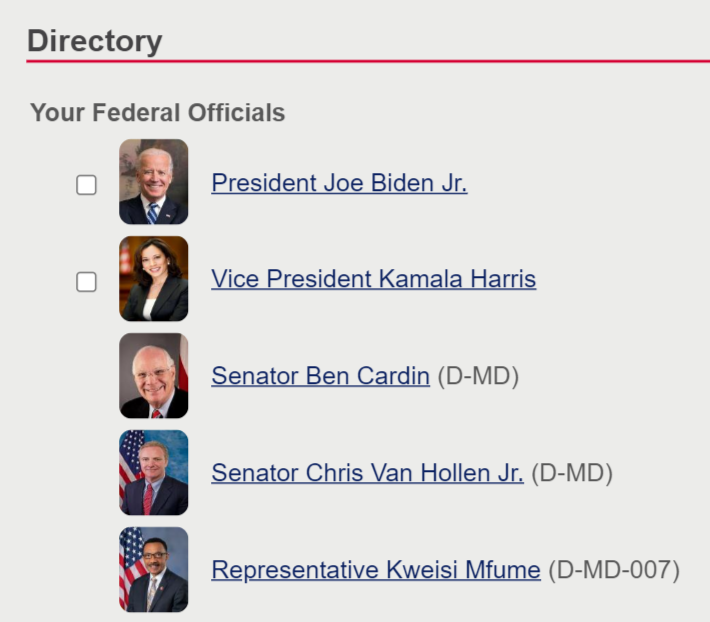 Directory
Your Federal Officials
President Joe Biden Jr.
Vice President Kamala Harris
Senator Ben Cardin (D-MD)
Senator Chris Van Hollen Jr. (D-MD)
Representative Kweisi Mfume (D-MD-007)